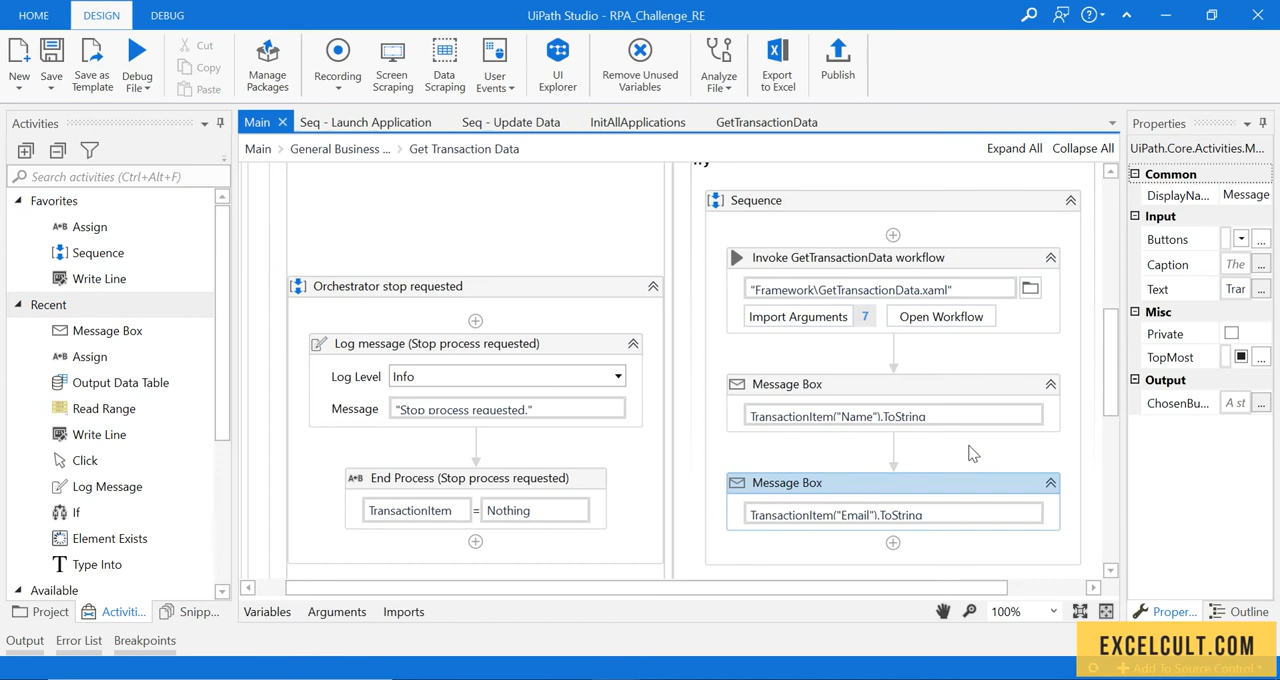 HOME DESIGN DEBUG UiPath Studio - RPA_Challenge_RE
New Save Save as Template Debug File Cut Copy Paste Manage Packages Recording Screen Scraping Data Scraping User Events UI Explorer Remove Unused Variables Analyze File Export to Excel Publish
Activities
Search activities (Ctrl+Alt+F)
Favorites
Assign
Sequence
Write Line
Recent
Message Box
Assign
Output Data Table
Read Range
Write Line
Click
Log Message
If
Element Exists
Type Into
Available
Project Activiti... Snipp...
Main Seq - Launch Application Seq - Update Data InitAllApplications GetTransactionData
Main > General Business ... > Get Transaction Data Expand All Collapse All
Orchestrator stop requested
Log message (Stop process requested)
Log Level Info
Message "Stop process requested."
End Process (Stop process requested)
TransactionItem = Nothing
Sequence
Invoke GetTransactionData workflow
"Framework\GetTransactionData.xaml"
Import Arguments 7 Open Workflow
Message Box
TransactionItem("Name").ToString
Message Box
TransactionItem("Email").ToString
Variables Arguments Imports 100%
Properties
UiPath.Core.Activities.M...
Common
DisplayNa... Message
Input
Buttons ...
Caption The ...
Text Trar ...
Misc
Private
TopMost ...
Output
ChosenBu... A st ...
Proper... Outline
Output Error List Breakpoints
EXCELCULT.COM
Add To Source Control